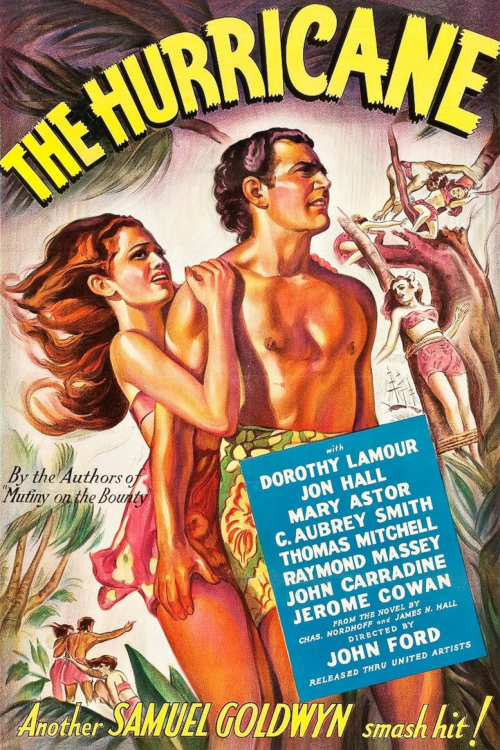 THE HURRICANE
By the Authors of
"Mutiny on the Bounty
with
DOROTHY LAMOUR
JON HALL
MARY ASTOR
C. AUBREY SMITH
THOMAS MITCHELL
RAYMOND MASSEY
JOHN CARRADINE
JEROME COWAN
FROM THE NOVEL BY
CHAS. NORDHOFF and JAMES N. HALL
DIRECTED BY
JOHN FORD
RELEASED THRU UNITED ARTISTS
Another SAMUEL GOLDWYN smash hit!